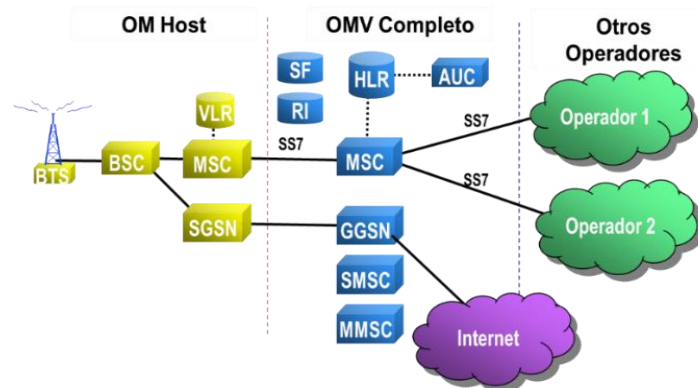 OM Host
OMV Completo
Otros
Operadores
SF
HLR
AUC
RI
VLR
SS7
Operador 1
BTS
BSC
MSC
SS7
MSC
SS7
Operador 2
SGSN
GGSN
SMSC
MMSC
Internet